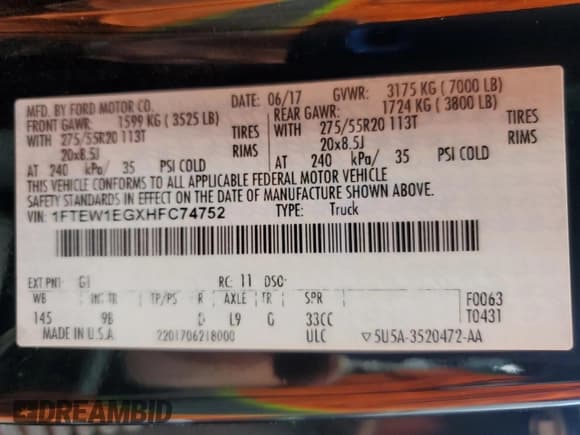 MFD. BY FORD MOTOR CO. DATE: 06/17 GVWR: 3175 KG ( 7000 LB)
FRONT GAWR: 1599 KG ( 3525 LB) REAR GAWR: 1724 KG ( 3800 LB)
WITH 275/55R20 113T TIRES WITH 275/55R20 113T TIRES
20x8.5J RIMS 20x8.5J RIMS
AT 240 kPa/ 35 PSI COLD AT 240 kPa/ 35 PSI COLD
THIS VEHICLE CONFORMS TO ALL APPLICABLE FEDERAL MOTOR VEHICLE
SAFETY STANDARDS IN EFFECT ON THE DATE OF MANUFACTURE SHOWN ABOVE.
VIN: 1FTEW1EGXHFC74752 TYPE: Truck
EXT PNT: G1 RC: 11 DSO:
WB INT TR TP/PS R AXLE TR SPR F0063
145 9B L9 G 33CC T0431
MADE IN U.S.A. 2201706218000 ULC ▽5U5A-3520472-AA
DREAMBID